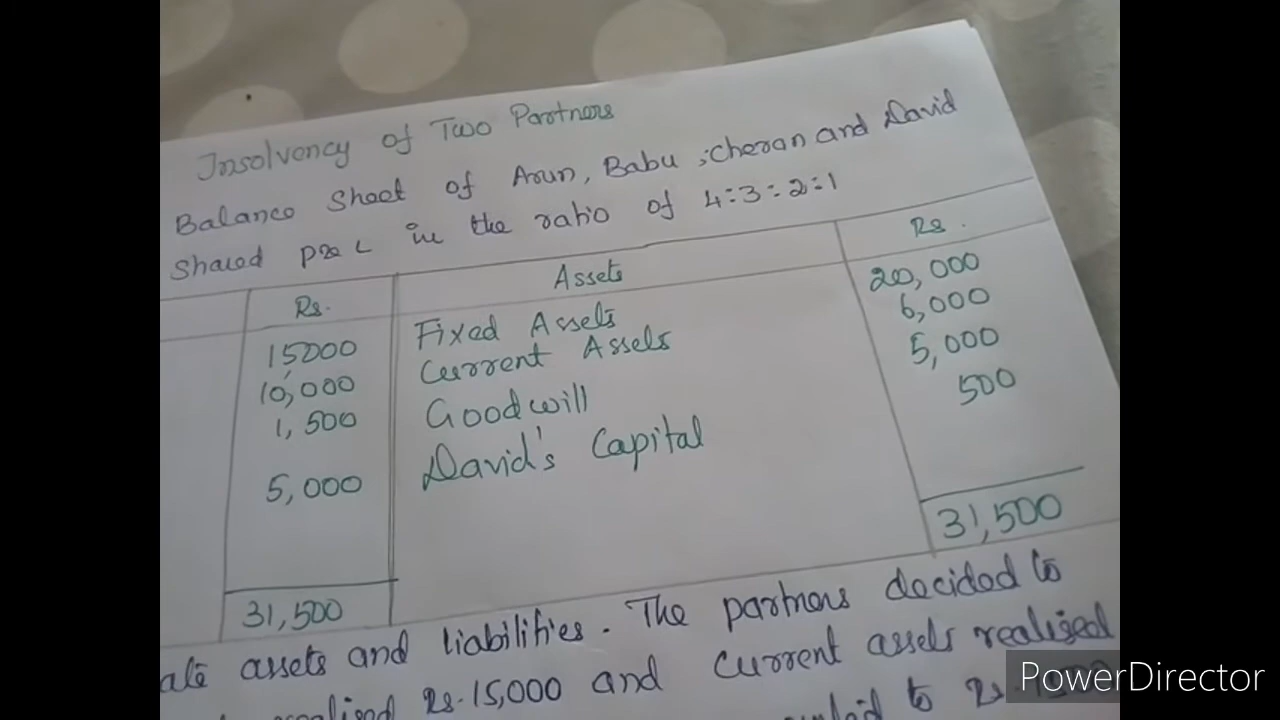 Insolvency of Two Partners
Balance Sheet of Arun, Babu, Cheran and David
Shared P & L in the ratio of 4:3:2:1
Rs. Assets Rs.
15000 Fixed Assets 20,000
10,000 Current Assets 6,000
1,500 Goodwill 5,000
5,000 David's Capital 500
31,500 31,500
assets and liabilities. The partners decided to
Rs.15,000 and current assets realised
to Rs.
PowerDirector